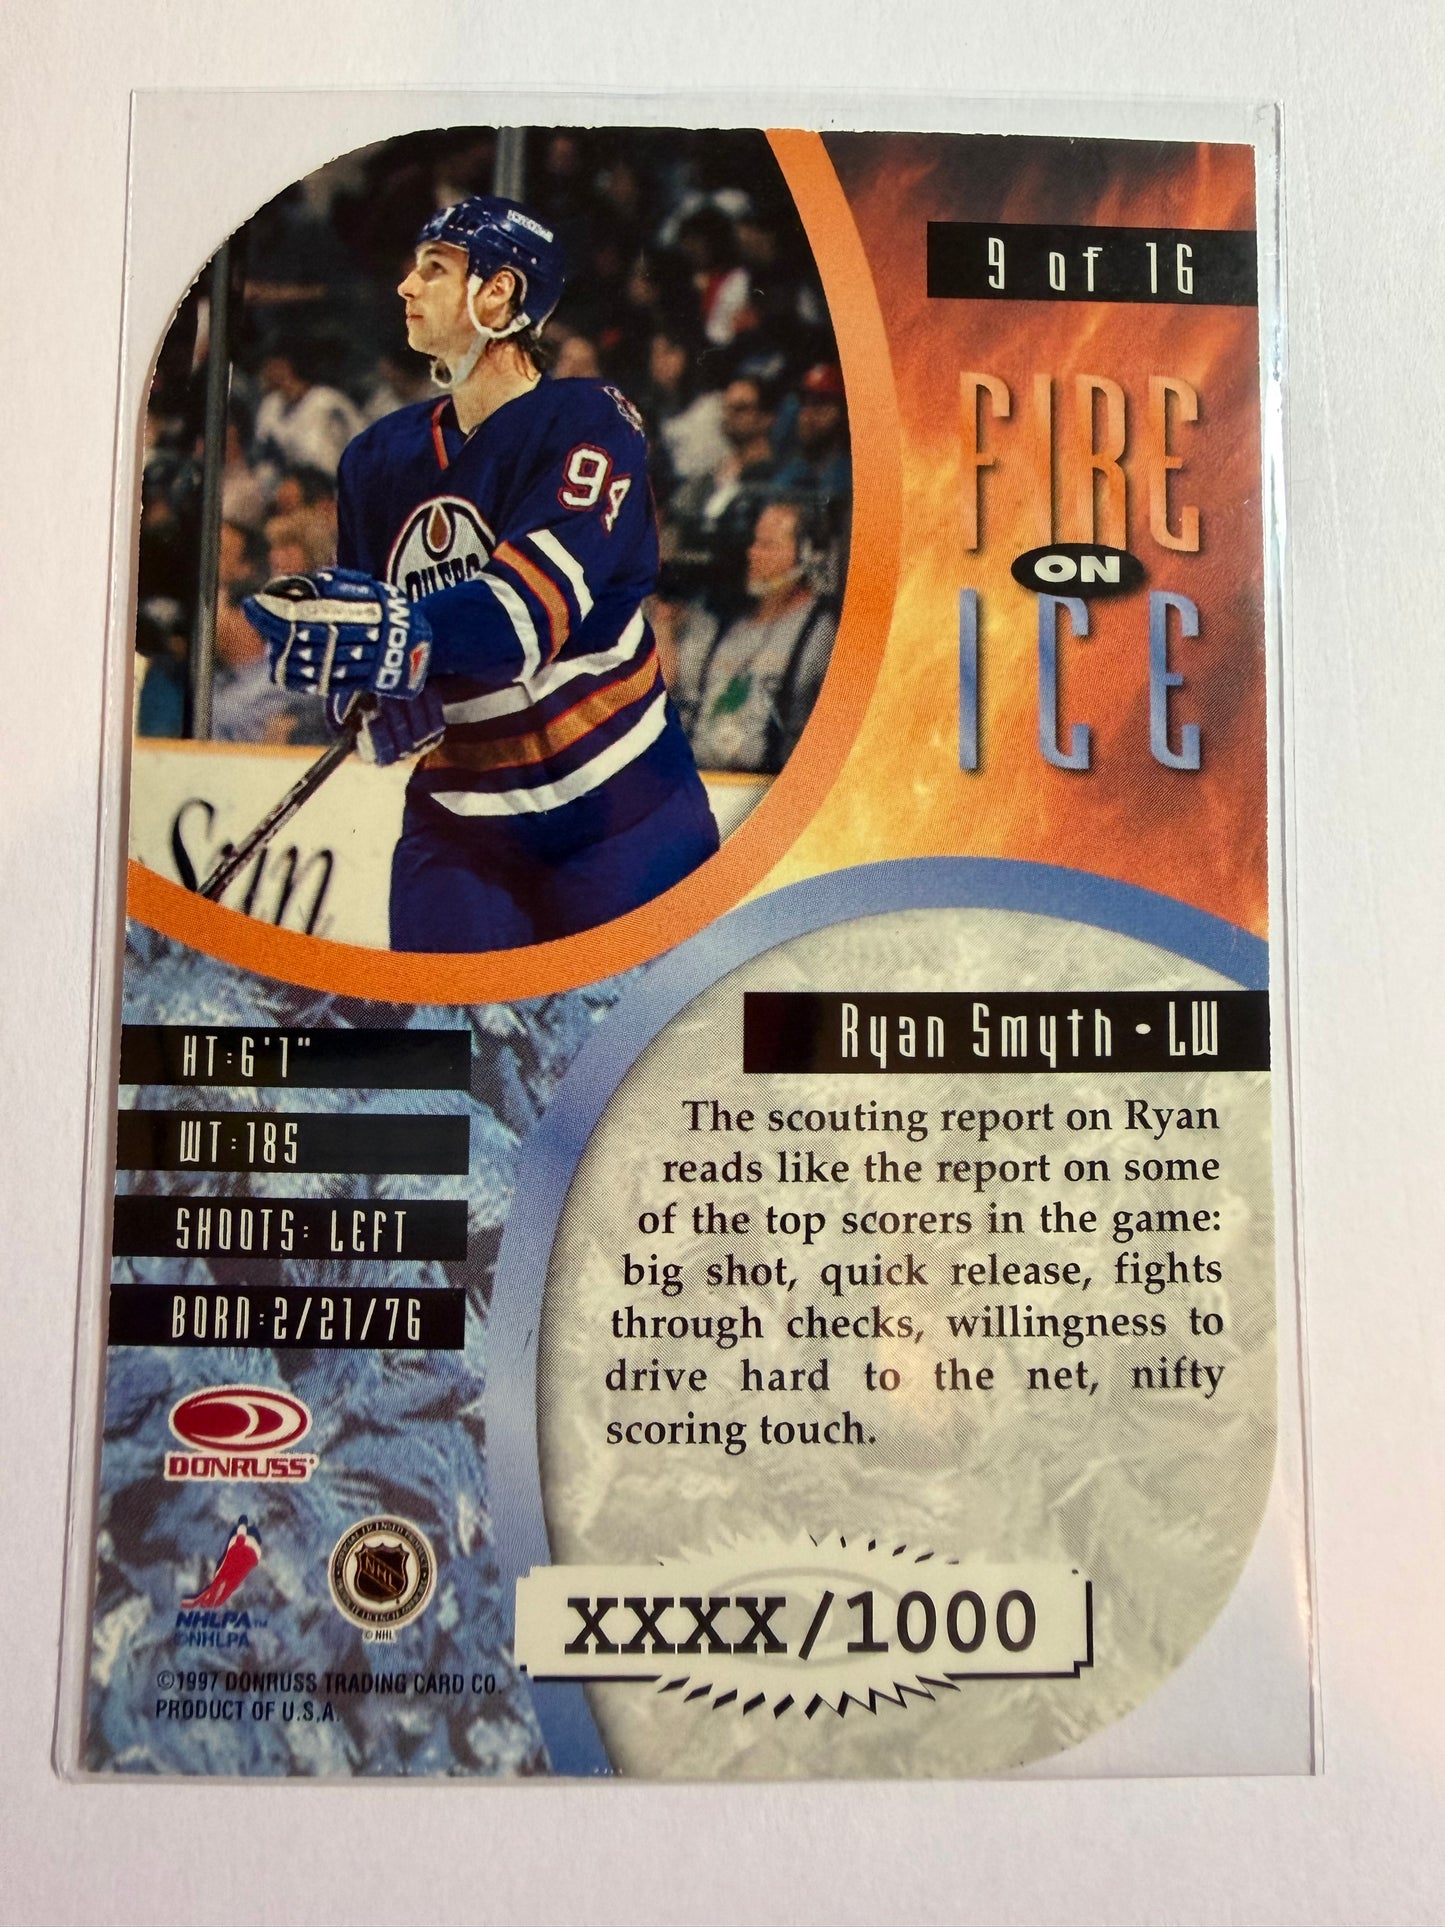 9 of 16
FIRE
ON
ICE
94
OILERS
WOOD
Ryan Smyth • LW
The scouting report on Ryan
reads like the report on some
of the top scorers in the game:
big shot, quick release, fights
through checks, willingness to
drive hard to the net, nifty
scoring touch.
HT:6'1"
WT:185
SHOOTS: LEFT
BORN:2/21/76
DONRUSS
NHLPA™
©NHLPA
NHL
© NHL
XXXX/1000
©1997 DONRUSS TRADING CARD CO.
PRODUCT OF U.S.A.